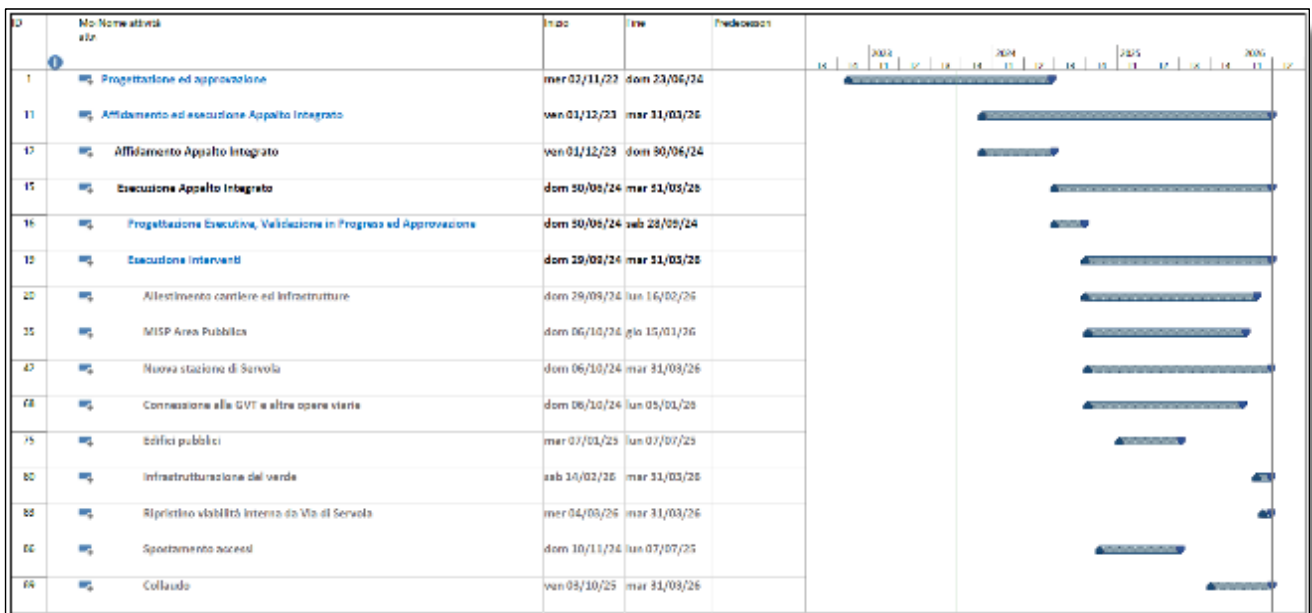 ID Mo Nome attività Inizio Fine Predecessori
2023 2024 2025 2026
1 Progettazione ed approvazione mer 02/11/22 dom 23/06/24
11 Affidamento ed esecuzione Appalto Integrato ven 01/12/23 mar 31/03/26
12 Affidamento Appalto Integrato ven 01/12/23 dom 30/06/24
15 Esecuzione Appalto Integrato dom 30/06/24 mar 31/03/26
16 Progettazione Esecutiva, Validazione in Progress ed Approvazione dom 30/06/24 sab 28/09/24
19 Esecuzione Interventi dom 29/09/24 mar 31/03/26
20 Allestimento cantiere ed infrastrutture dom 29/09/24 lun 16/02/26
35 MISP Area Pubblica dom 06/10/24 gio 15/01/26
47 Nuova stazione di Servola dom 06/10/24 mar 31/03/26
68 Connessione alla GVT e altre opere viarie dom 06/10/24 lun 05/01/26
75 Edifici pubblici mar 07/01/25 lun 07/07/25
80 Infrastrutturazione del verde sab 14/02/26 mar 31/03/26
83 Ripristino viabilità interna da Via di Servola mer 04/03/26 mar 31/03/26
86 Spostamento accessi dom 10/11/24 lun 07/07/25
89 Collaudo ven 03/10/25 mar 31/03/26